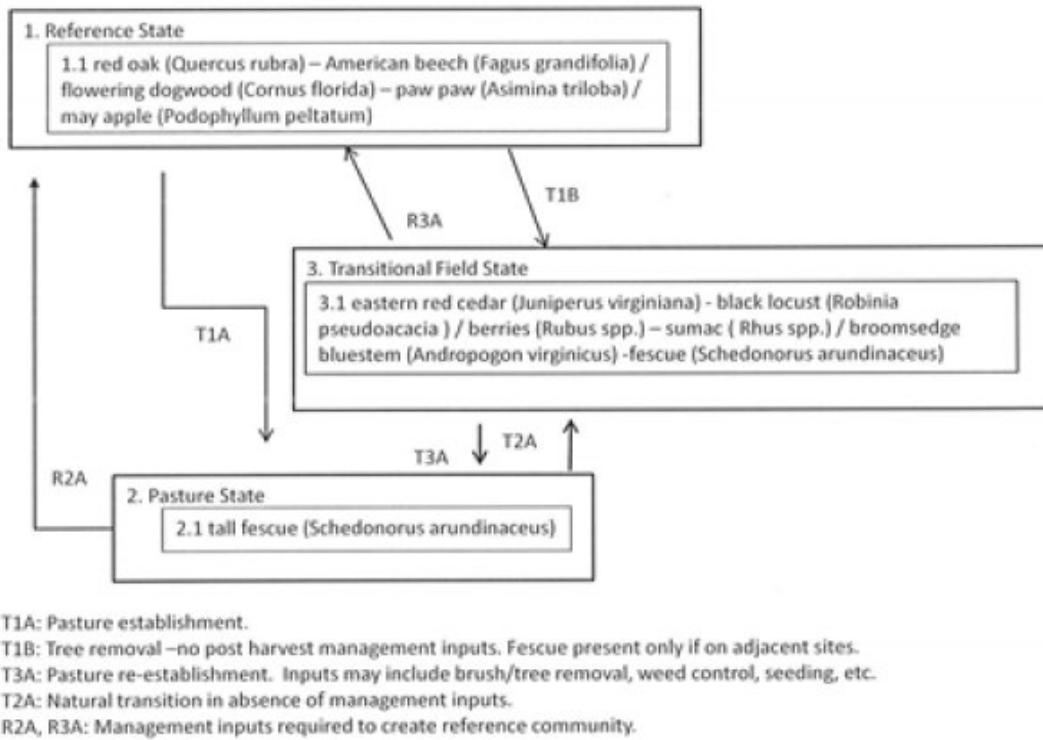 1. Reference State
1.1 red oak (Quercus rubra) – American beech (Fagus grandifolia) /
flowering dogwood (Cornus florida) – paw paw (Asimina triloba) /
may apple (Podophyllum peltatum)
R3A
T1B
3. Transitional Field State
3.1 eastern red cedar (Juniperus virginiana) - black locust (Robinia
pseudoacacia ) / berries (Rubus spp.) – sumac ( Rhus spp.) / broomsedge
bluestem (Andropogon virginicus) -fescue (Schedonorus arundinaceus)
T1A
T3A
T2A
R2A
2. Pasture State
2.1 tall fescue (Schedonorus arundinaceus)
T1A: Pasture establishment.
T1B: Tree removal –no post harvest management inputs. Fescue present only if on adjacent sites.
T3A: Pasture re-establishment. Inputs may include brush/tree removal, weed control, seeding, etc.
T2A: Natural transition in absence of management inputs.
R2A, R3A: Management inputs required to create reference community.